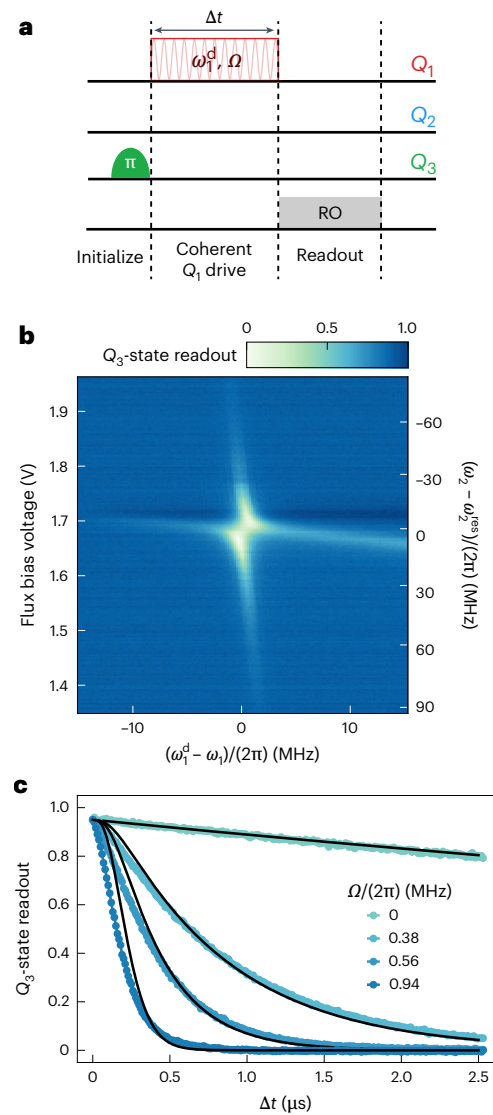 a
Δt
ω₁ᵈ, Ω
Q₁
Q₂
π
Q₃
RO
Initialize
Coherent
Q₁ drive
Readout
b
0 0.5 1.0
Q₃-state readout
1.9
1.8
1.7
1.6
1.5
1.4
Flux bias voltage (V)
–60
–30
0
30
60
90
(ω₂ – ω₂ʳᵉˢ)/(2π) (MHz)
–10 0 10
(ω₁ᵈ – ω₁)/(2π) (MHz)
c
1.0
0.8
0.6
0.4
0.2
0
Q₃-state readout
Ω/(2π) (MHz)
0
0.38
0.56
0.94
0 0.5 1.0 1.5 2.0 2.5
Δt (μs)